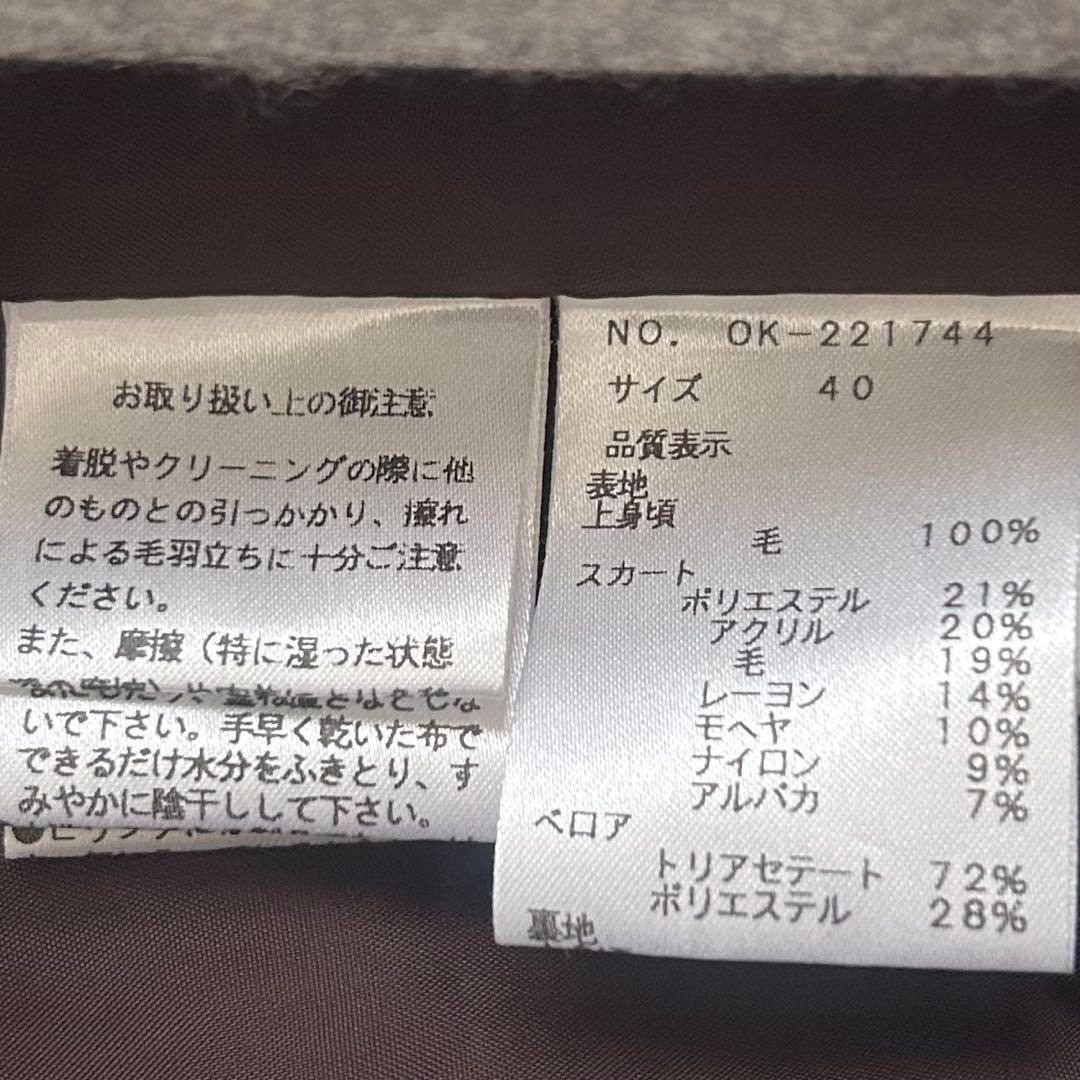 お取り扱い上の御注意
着脱やクリーニングの際に他
のものとの引っかかり、擦れ
による毛羽立ちに十分ご注意
ください。
また、摩擦（特に湿った状態
いで下さい。手早く乾いた布で
できるだけ水分をふきとり、す
みやかに陰干しして下さい。
NO. OK-221744
サイズ 40
品質表示
表地
上身頃
毛 100%
スカート
ポリエステル 21%
アクリル 20%
毛 19%
レーヨン 14%
モヘヤ 10%
ナイロン 9%
アルパカ 7%
ベロア
トリアセテート 72%
ポリエステル 28%
裏地